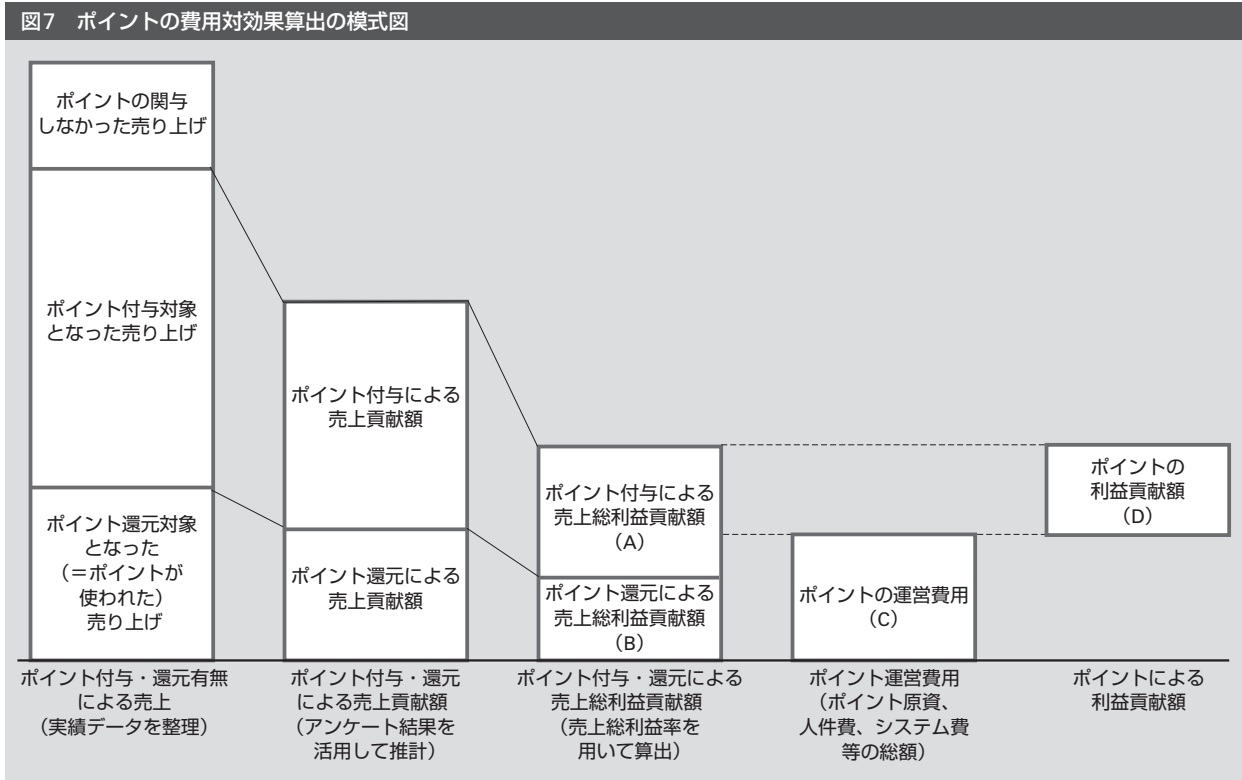 図7　ポイントの費用対効果算出の模式図
ポイントの関与
しなかった売り上げ
ポイント付与対象
となった売り上げ
ポイント還元対象
となった
（＝ポイントが
使われた）
売り上げ
ポイント付与による
売上貢献額
ポイント還元による
売上貢献額
ポイント付与による
売上総利益貢献額
（A）
ポイント還元による
売上総利益貢献額
（B）
ポイントの運営費用
（C）
ポイントの
利益貢献額
（D）
ポイント付与・還元有無
による売上
（実績データを整理）
ポイント付与・還元
による売上貢献額
（アンケート結果を
活用して推計）
ポイント付与・還元による
売上総利益貢献額
（売上総利益率を
用いて算出）
ポイント運営費用
（ポイント原資、
人件費、システム費
等の総額）
ポイントによる
利益貢献額